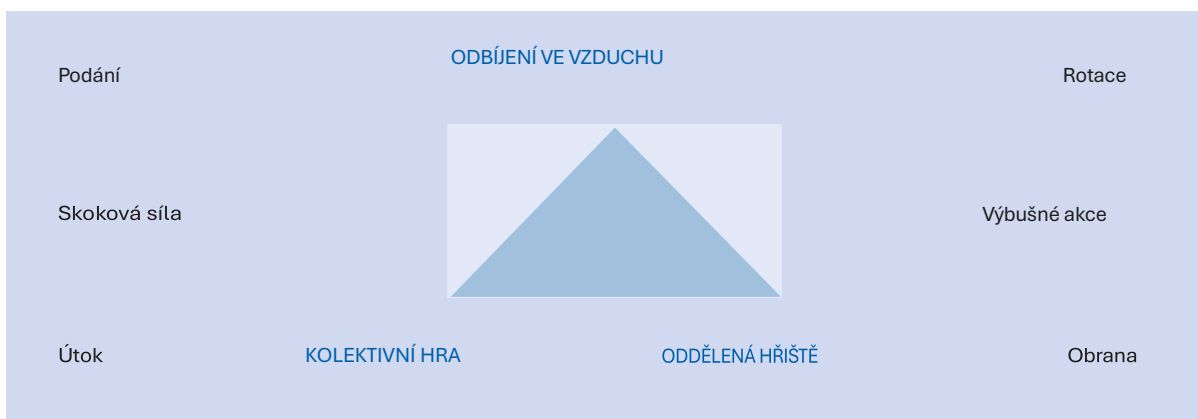 ODBÍJENÍ VE VZDUCHU
Podání
Rotace
Skoková síla
Výbušné akce
Útok
KOLEKTIVNÍ HRA
ODDĚLENÁ HŘIŠTĚ
Obrana